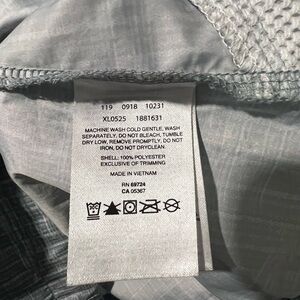 119 0918 10231
XL0525 1881631
MACHINE WASH COLD GENTLE, WASH
SEPARATELY, DO NOT BLEACH, TUMBLE
DRY LOW, REMOVE PROMPTLY, DO NOT
IRON, DO NOT DRYCLEAN.
SHELL: 100% POLYESTER
EXCLUSIVE OF TRIMMING
MADE IN VIETNAM
RN 69724
CA 05367